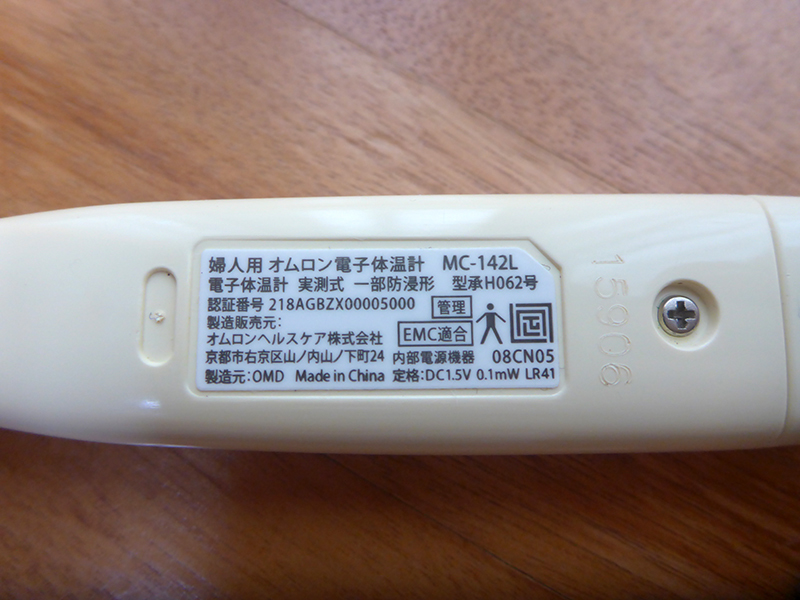 婦人用 オムロン電子体温計 MC-142L
電子体温計 実測式 一部防浸形 型承H062号
認証番号 218AGBZX00005000 管理
製造販売元:
オムロンヘルスケア株式会社 EMC適合
京都市右京区山ノ内山ノ下町24 内部電源機器 08CN05
製造元:OMD Made in China 定格:DC1.5V 0.1mW LR41
15906